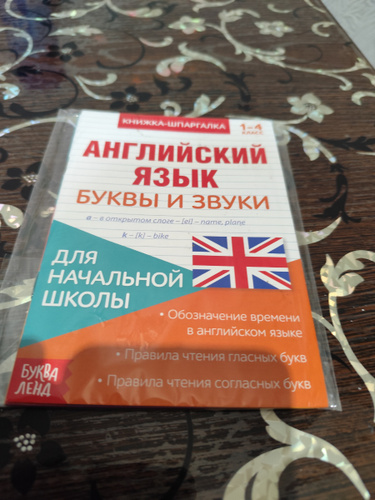 КНИЖКА-ШПАРГАЛКА
1–4
КЛАСС
АНГЛИЙСКИЙ
ЯЗЫК
БУКВЫ И ЗВУКИ
а – в открытом слоге – [ei] – name, plane
k – [k] – bike
ДЛЯ
НАЧАЛЬНОЙ
ШКОЛЫ
• Обозначение времени
в английском языке
• Правила чтения гласных букв
• Правила чтения согласных букв
БУКВА
ЛЕНД